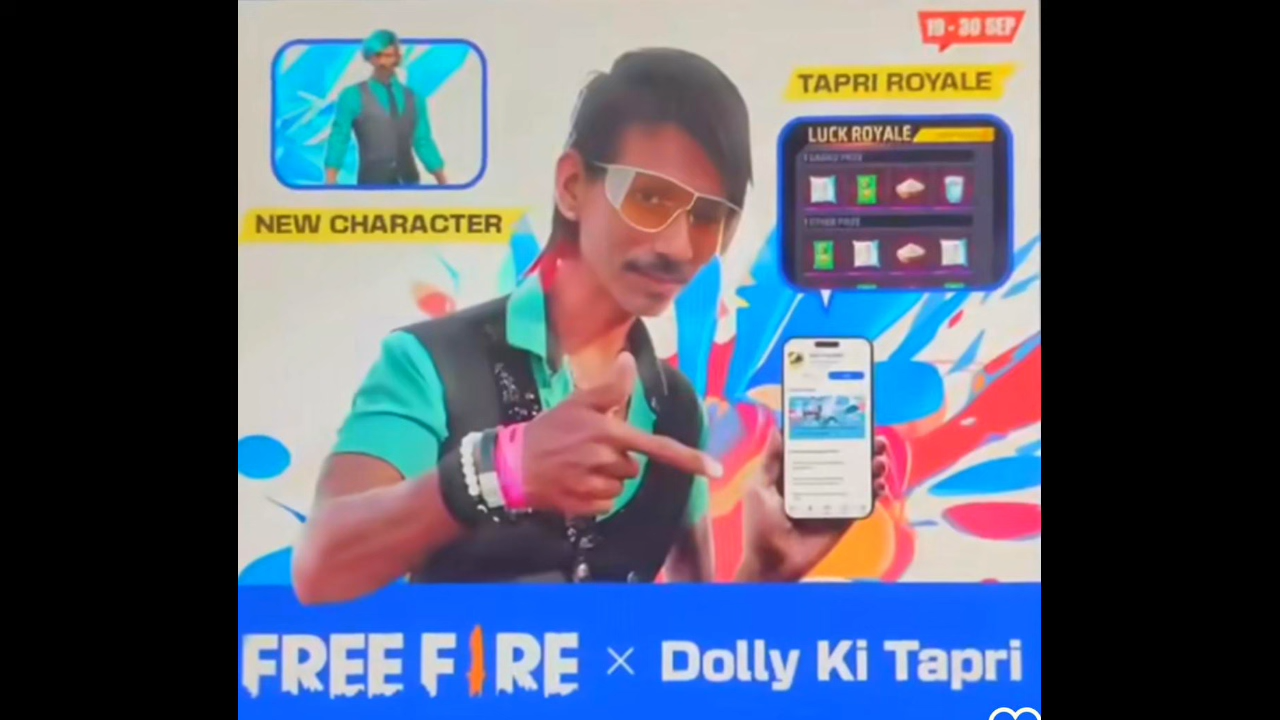 19 - 30 SEP
TAPRI ROYALE
LUCK ROYALE
NEW CHARACTER
FREE FIRE × Dolly Ki Tapri